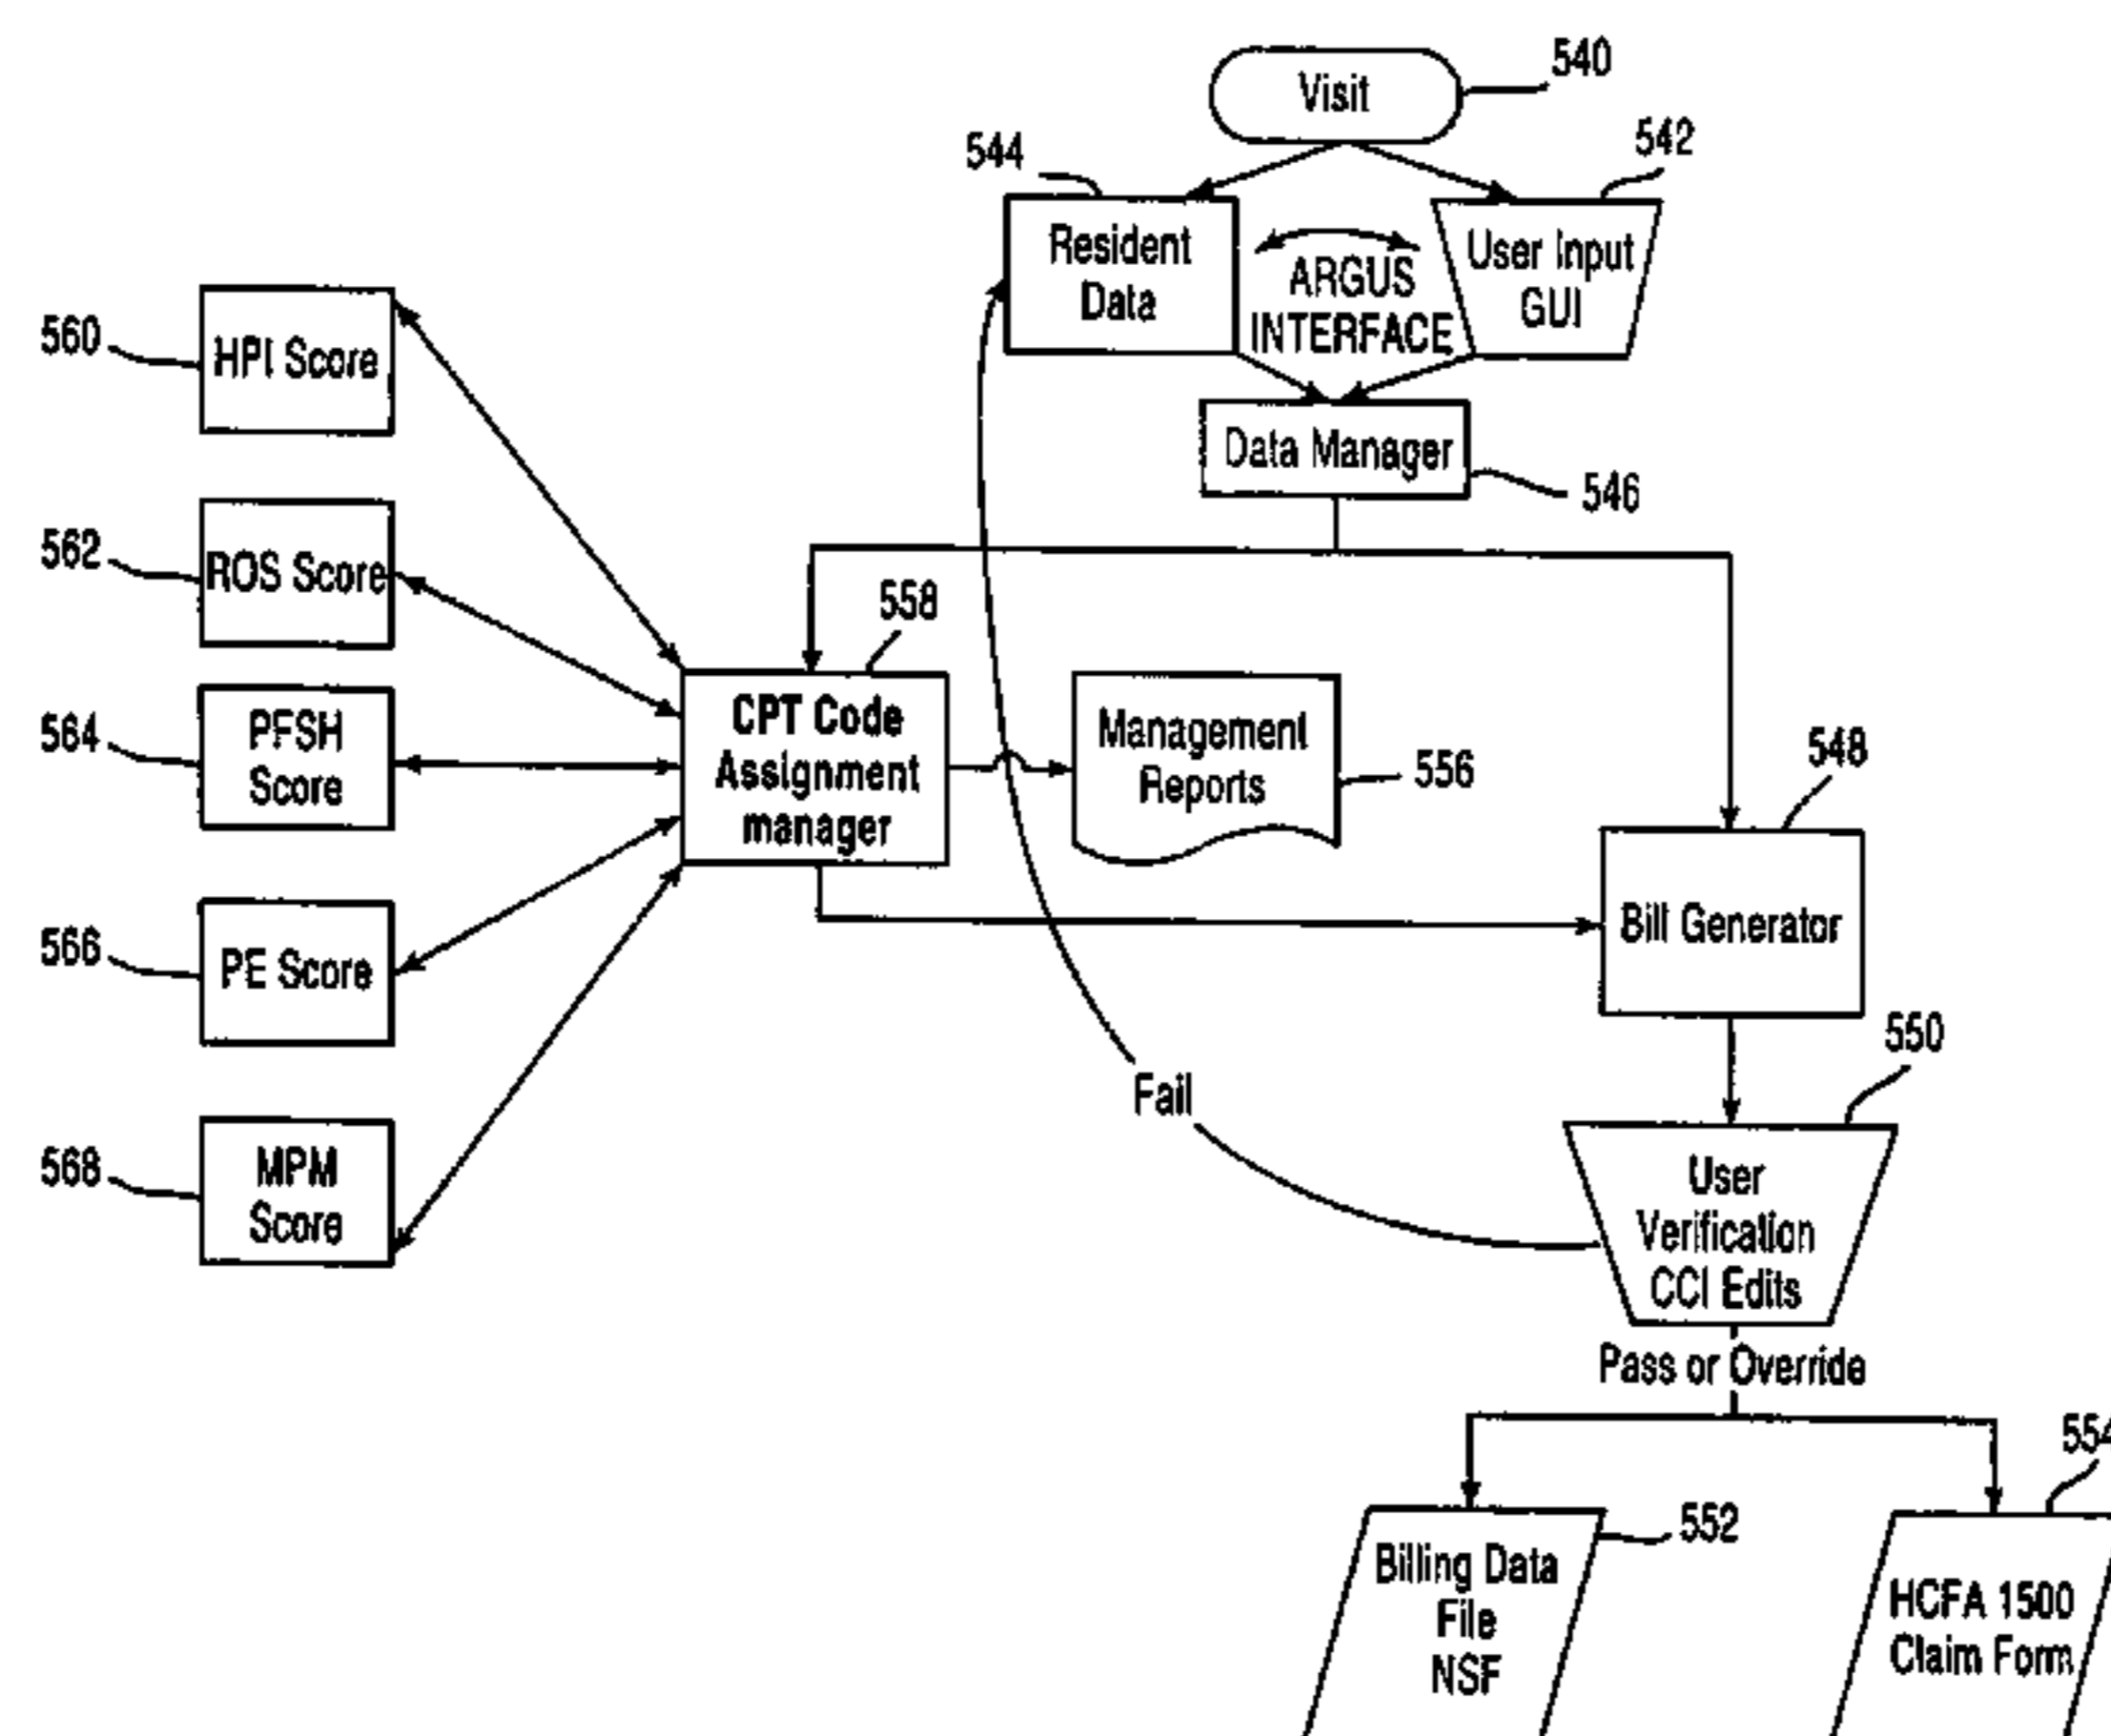 540
Visit
542
544
Resident
Data
ARGUS
INTERFACE
User Input
GUI
560
HPI Score
Data Manager
546
562
ROS Score
558
564
PFSH
Score
CPT Code
Assignment
manager
Management
Reports
556
548
566
PE Score
Bill Generator
550
Fail
568
MPM
Score
User
Verification
CCI Edits
Pass or Override
554
552
Billing Data
File
NSF
HCFA 1500
Claim Form